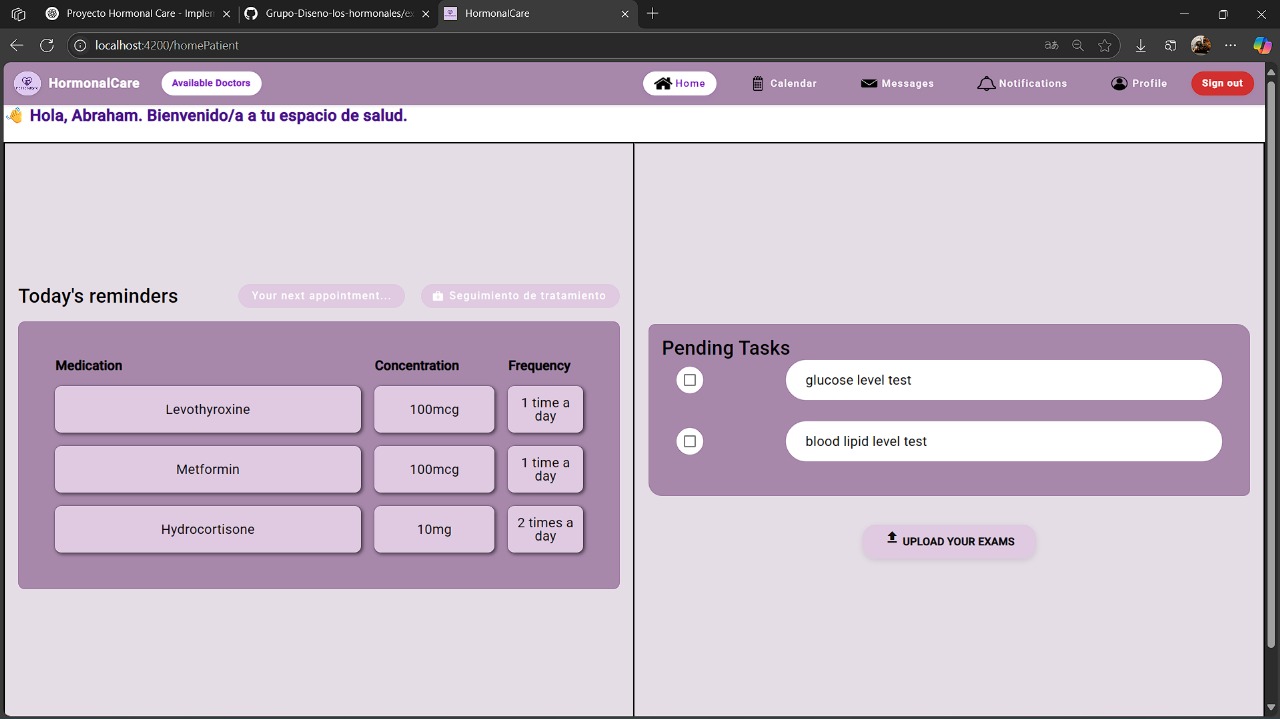 Proyecto Hormonal Care - Implem
Grupo-Diseno-los-hormonales/ex
HormonalCare
localhost:4200/homePatient
HormonalCare
Available Doctors
Home
Calendar
Messages
Notifications
Profile
Sign out
👋 Hola, Abraham. Bienvenido/a a tu espacio de salud.
Today's reminders
Your next appointment...
Seguimiento de tratamiento
Medication Concentration Frequency
Levothyroxine 100mcg 1 time a day
Metformin 100mcg 1 time a day
Hydrocortisone 10mg 2 times a day
Pending Tasks
glucose level test
blood lipid level test
UPLOAD YOUR EXAMS